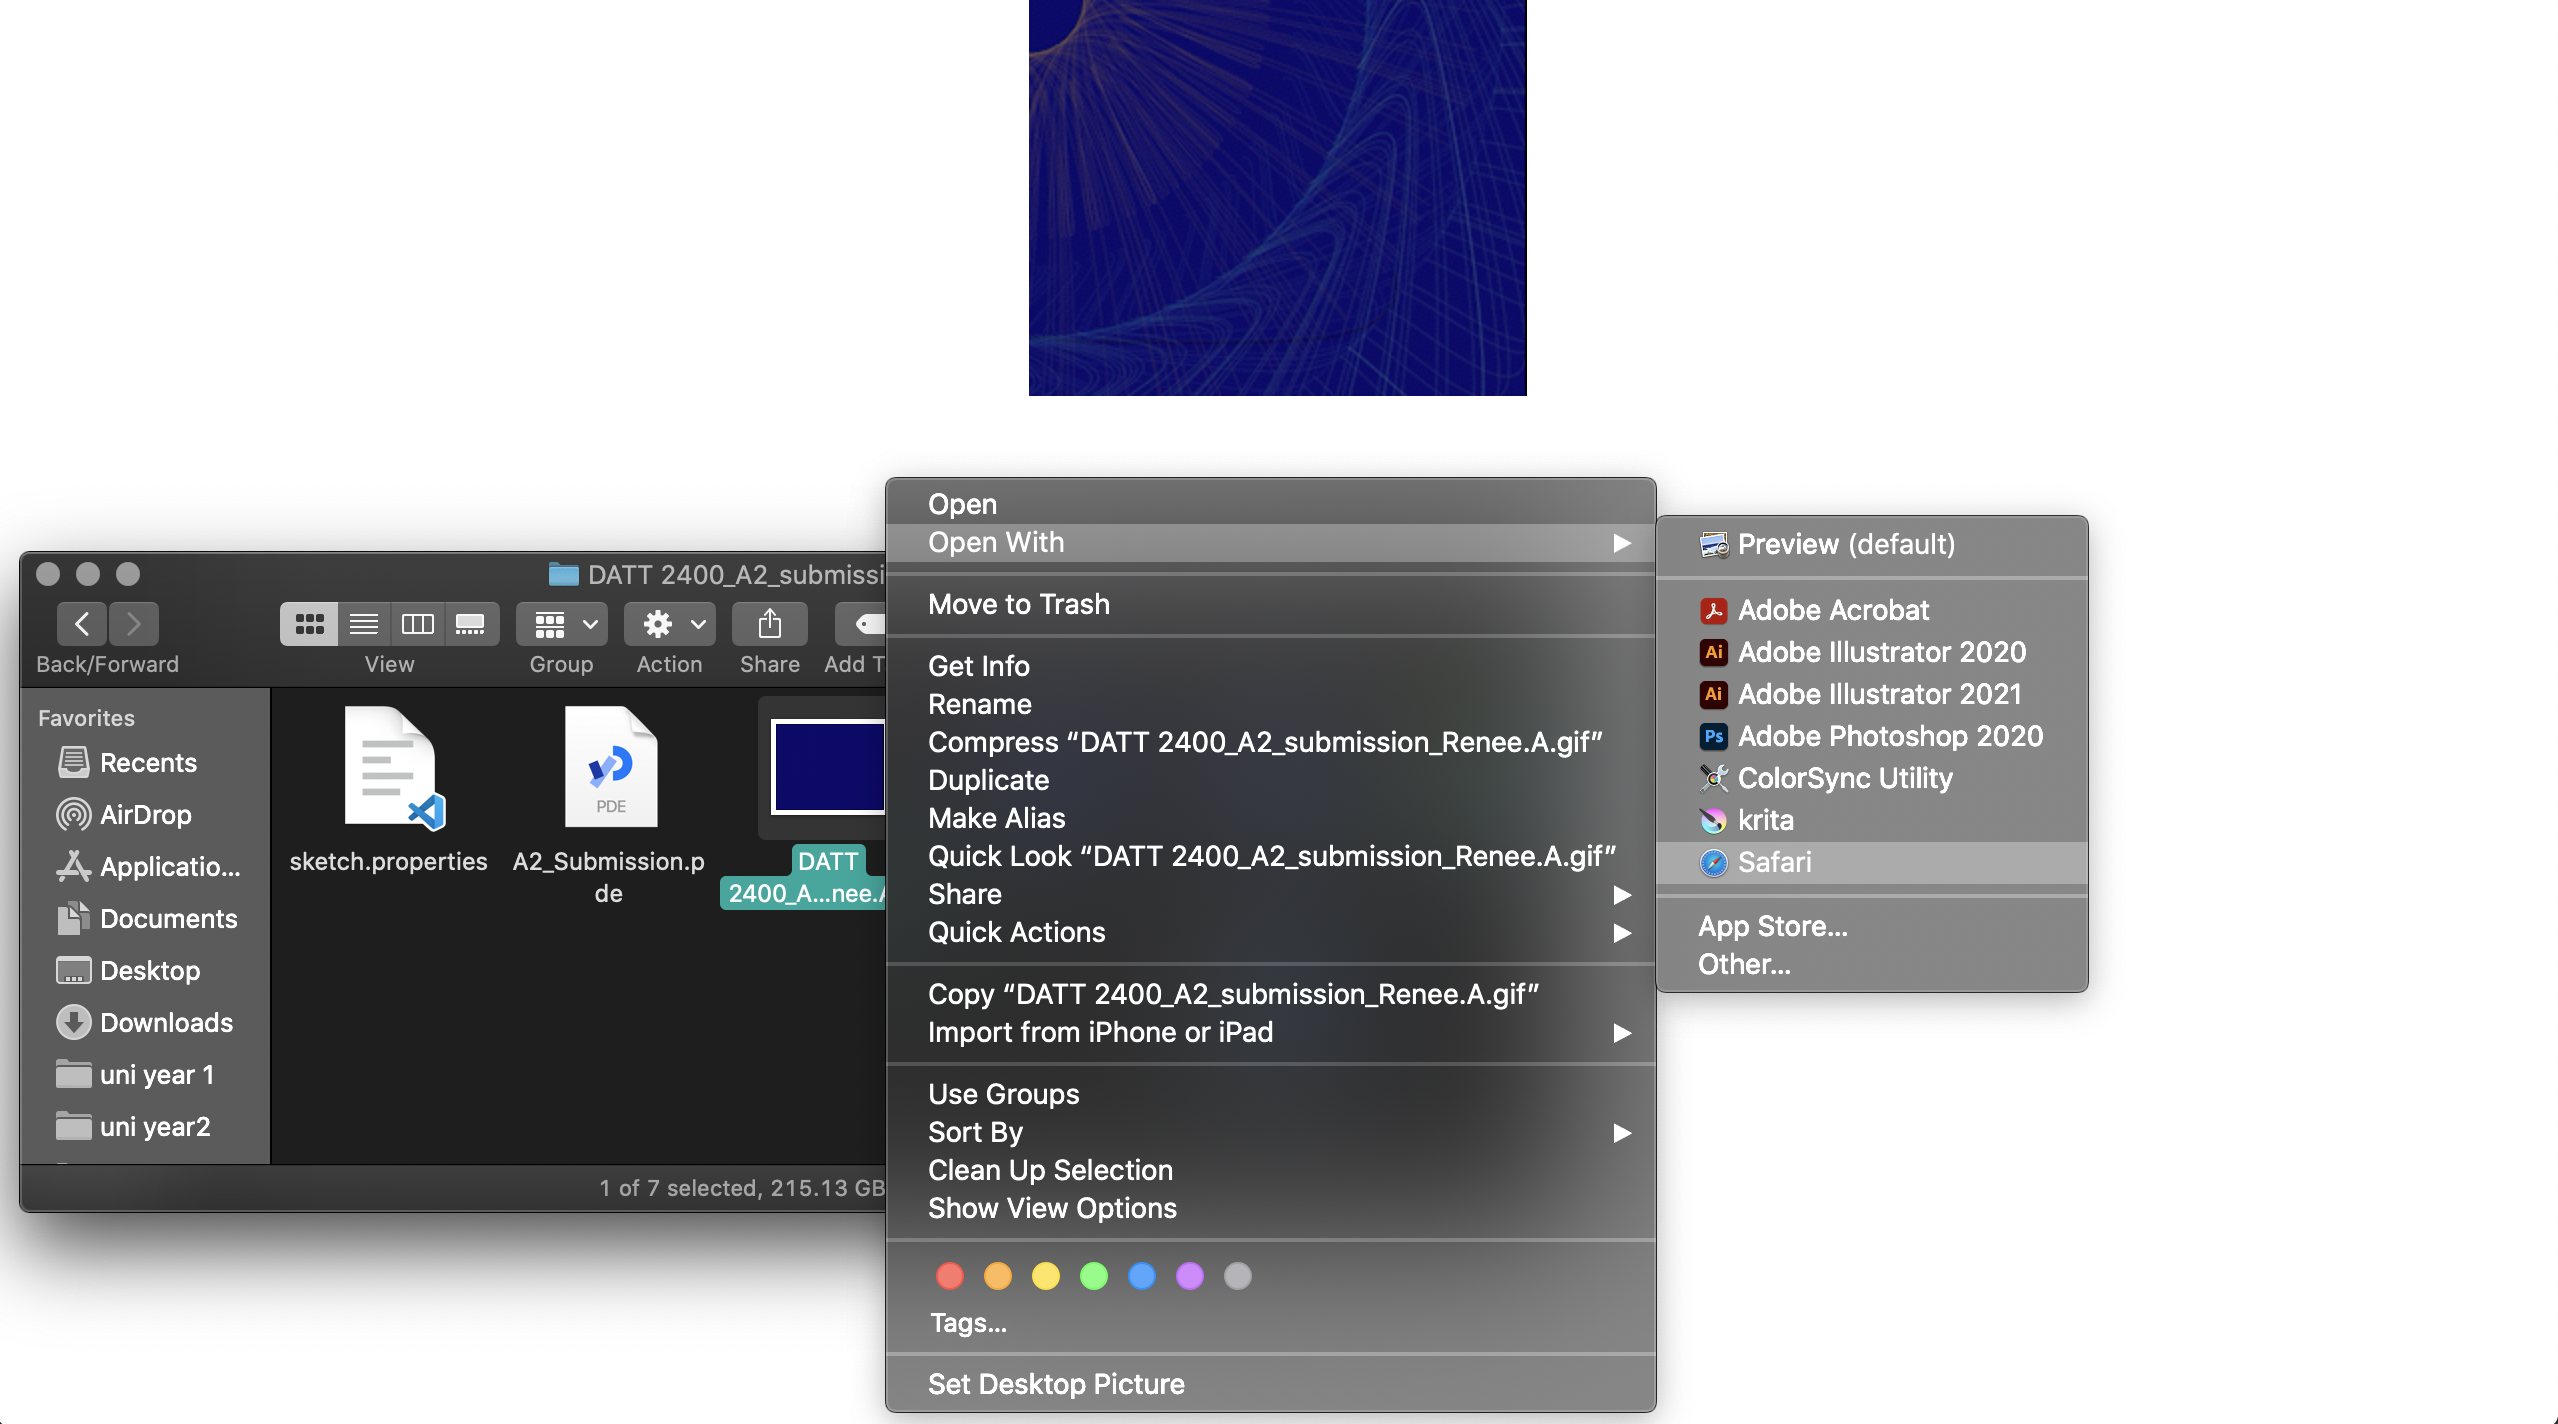 DATT 2400_A2_submissi
Back/Forward
View
Group
Action
Share
Add T
Favorites
Recents
AirDrop
Applicatio...
Documents
Desktop
Downloads
uni year 1
uni year2
sketch.properties
PDE
A2_Submission.p
de
DATT
2400_A...nee.A
1 of 7 selected, 215.13 GB
Open
Open With
Move to Trash
Get Info
Rename
Compress “DATT 2400_A2_submission_Renee.A.gif”
Duplicate
Make Alias
Quick Look “DATT 2400_A2_submission_Renee.A.gif”
Share
Quick Actions
Copy “DATT 2400_A2_submission_Renee.A.gif”
Import from iPhone or iPad
Use Groups
Sort By
Clean Up Selection
Show View Options
Tags...
Set Desktop Picture
Preview (default)
Adobe Acrobat
Ai Adobe Illustrator 2020
Ai Adobe Illustrator 2021
Ps Adobe Photoshop 2020
ColorSync Utility
krita
Safari
App Store...
Other...